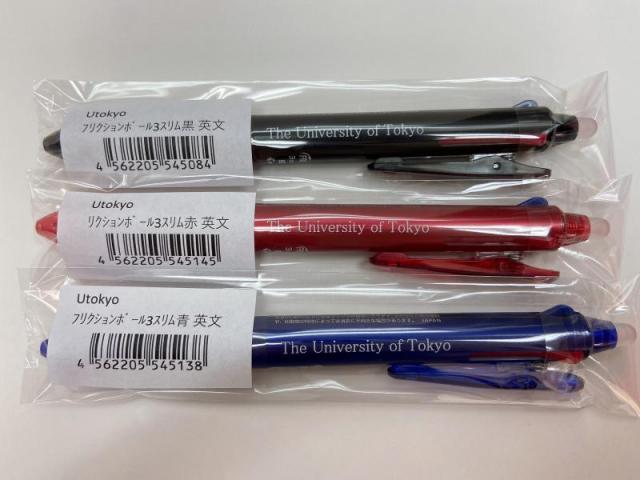 Utokyo
ﾌﾘｸｼｮﾝﾎﾞｰﾙ3ｽﾘﾑ黒 英文
4 562205 545084
The University of Tokyo
Utokyo
ﾘｸｼｮﾝﾎﾞｰﾙ3ｽﾘﾑ赤 英文
4 562205 545145
The University of Tokyo
Utokyo
ﾌﾘｸｼｮﾝﾎﾞｰﾙ3ｽﾘﾑ青 英文
4 562205 545138
JAPAN
The University of Tokyo